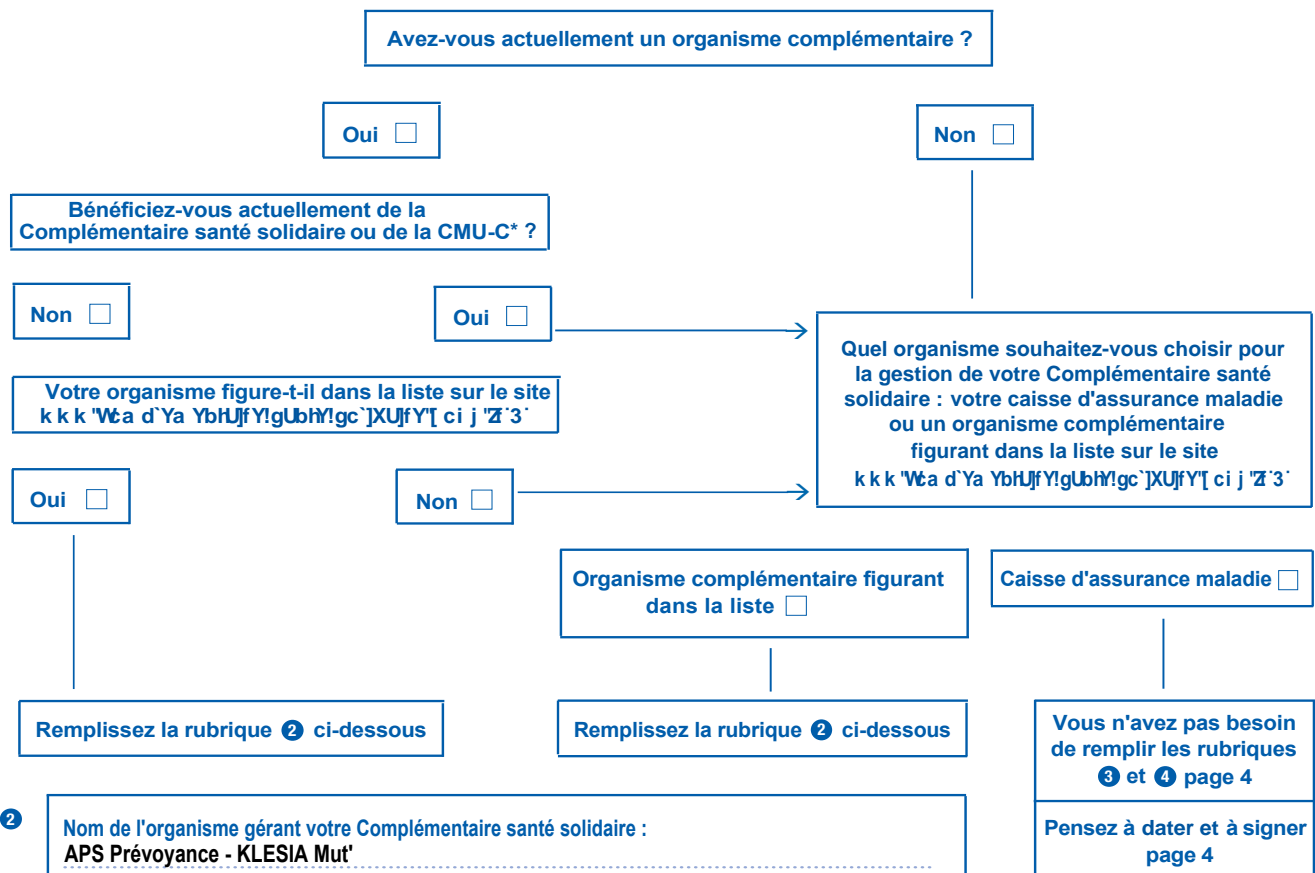 Avez-vous actuellement un organisme complémentaire ?
Oui
Non
Bénéficiez-vous actuellement de la
Complémentaire santé solidaire ou de la CMU-C* ?
Non
Oui
Quel organisme souhaitez-vous choisir pour
la gestion de votre Complémentaire santé
solidaire : votre caisse d'assurance maladie
ou un organisme complémentaire
figurant dans la liste sur le site
Votre organisme figure-t-il dans la liste sur le site
Oui
Non
Organisme complémentaire figurant
dans la liste
Caisse d'assurance maladie
Remplissez la rubrique 2 ci-dessous
Remplissez la rubrique 2 ci-dessous
Vous n'avez pas besoin
de remplir les rubriques
3 et 4 page 4
Pensez à dater et à signer
page 4
2
Nom de l'organisme gérant votre Complémentaire santé solidaire :
APS Prévoyance - KLESIA Mut'